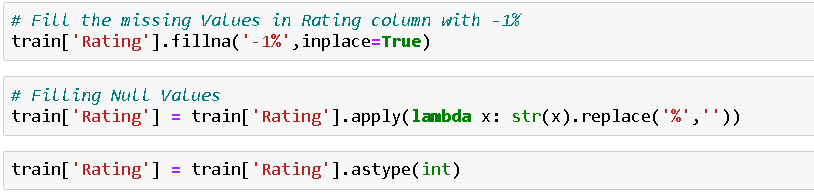 # Fill the missing Values in Rating column with -1%
train['Rating'].fillna('-1%',inplace=True)
# Filling Null Values
train['Rating'] = train['Rating'].apply(lambda x: str(x).replace('%',''))
train['Rating'] = train['Rating'].astype(int)